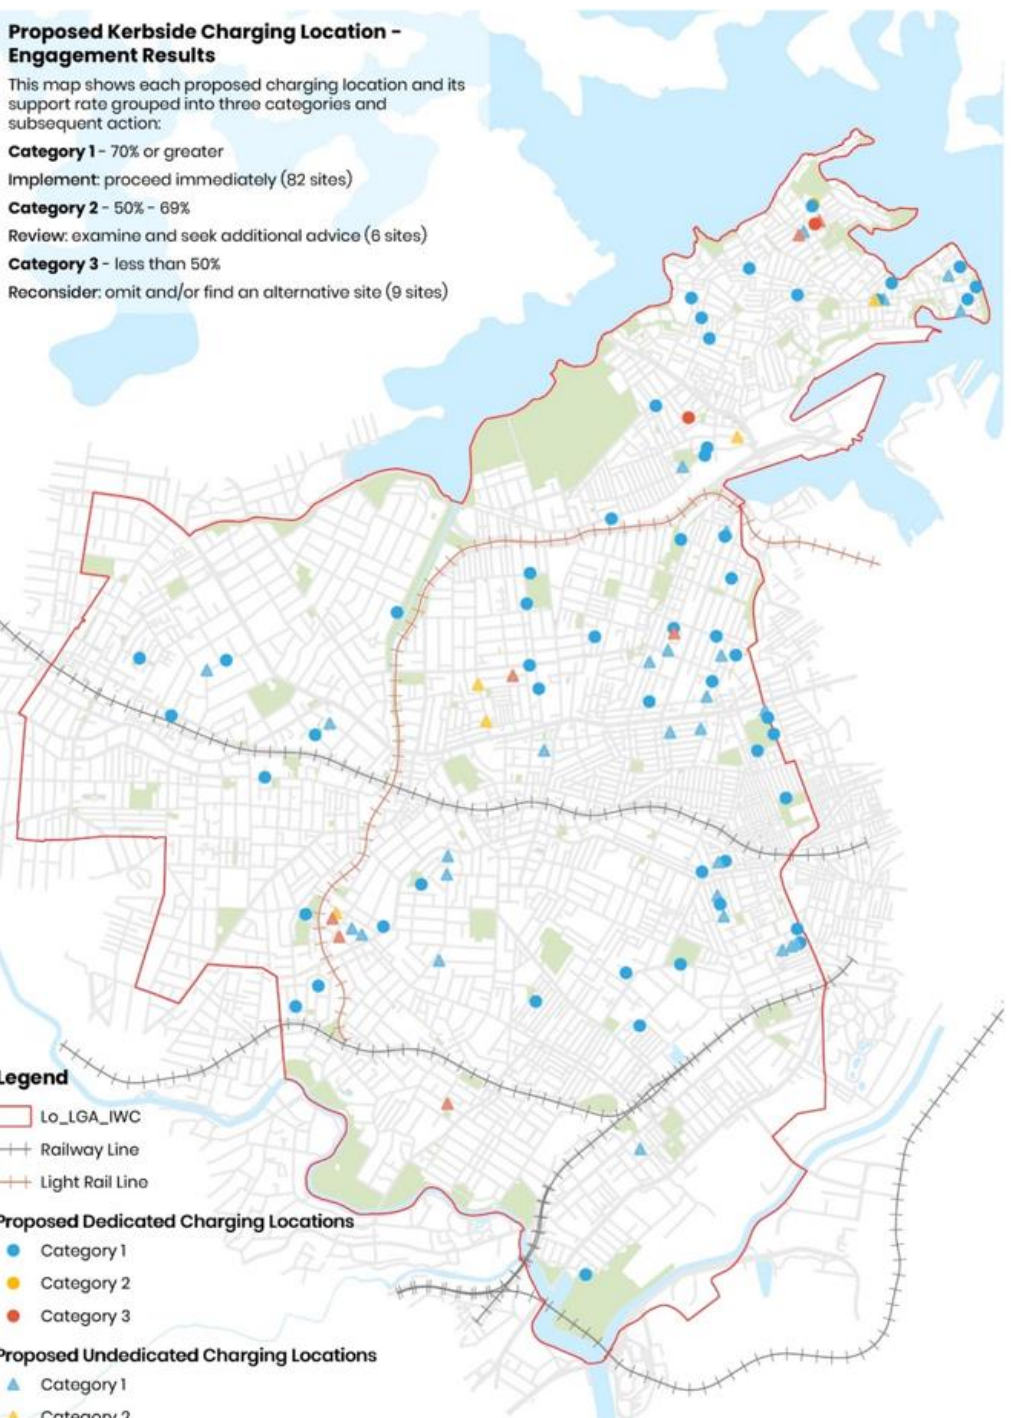 Proposed Kerbside Charging Location -
Engagement Results
This map shows each proposed charging location and its
support rate grouped into three categories and
subsequent action:
Category 1 - 70% or greater
Implement: proceed immediately (82 sites)
Category 2 - 50% - 69%
Review: examine and seek additional advice (6 sites)
Category 3 - less than 50%
Reconsider: omit and/or find an alternative site (9 sites)
Legend
Lo_LGA_IWC
Railway Line
Light Rail Line
Proposed Dedicated Charging Locations
Category 1
Category 2
Category 3
Proposed Undedicated Charging Locations
Category 1
Category 2